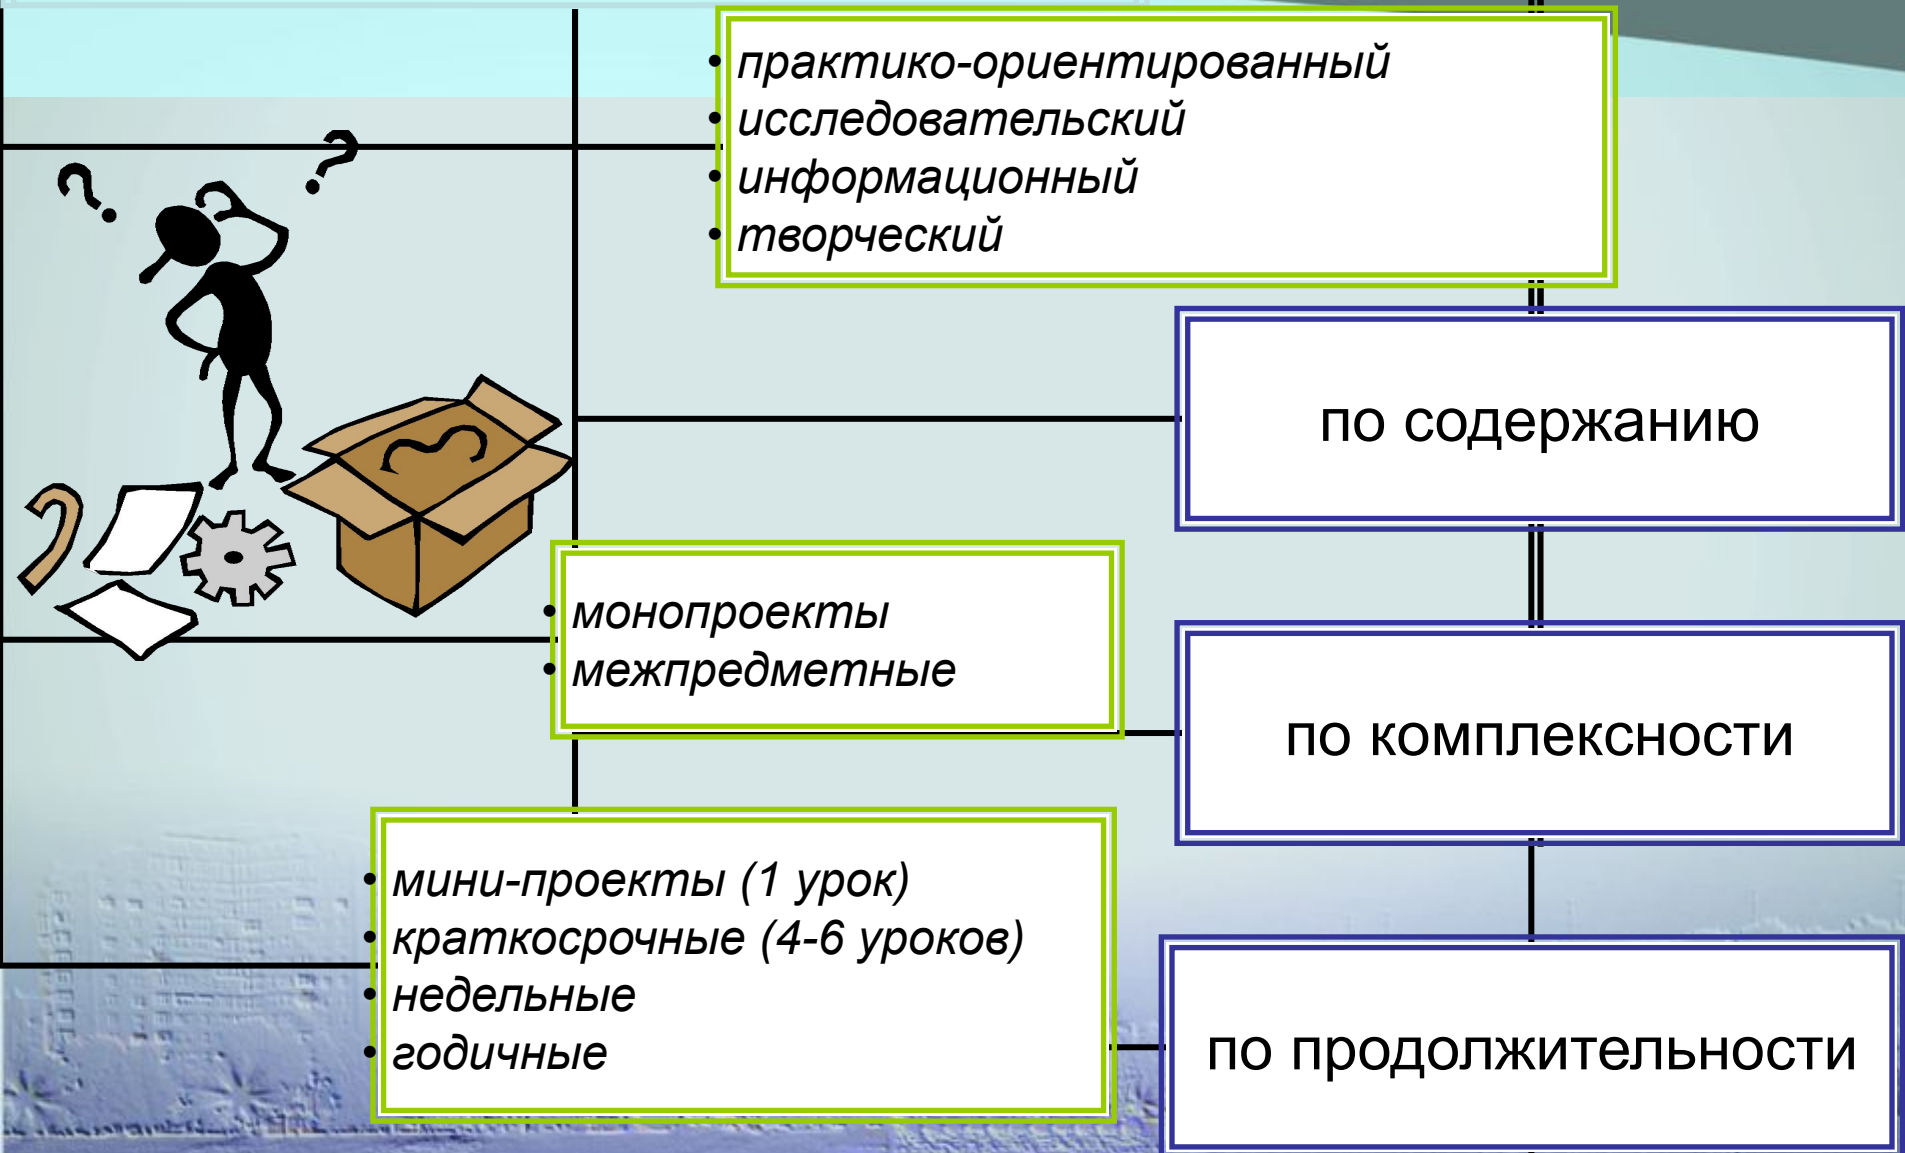 • практико-ориентированный
• исследовательский
• информационный
• творческий
по содержанию
• монопроекты
• межпредметные
по комплексности
• мини-проекты (1 урок)
• краткосрочные (4-6 уроков)
• недельные
• годичные
по продолжительности